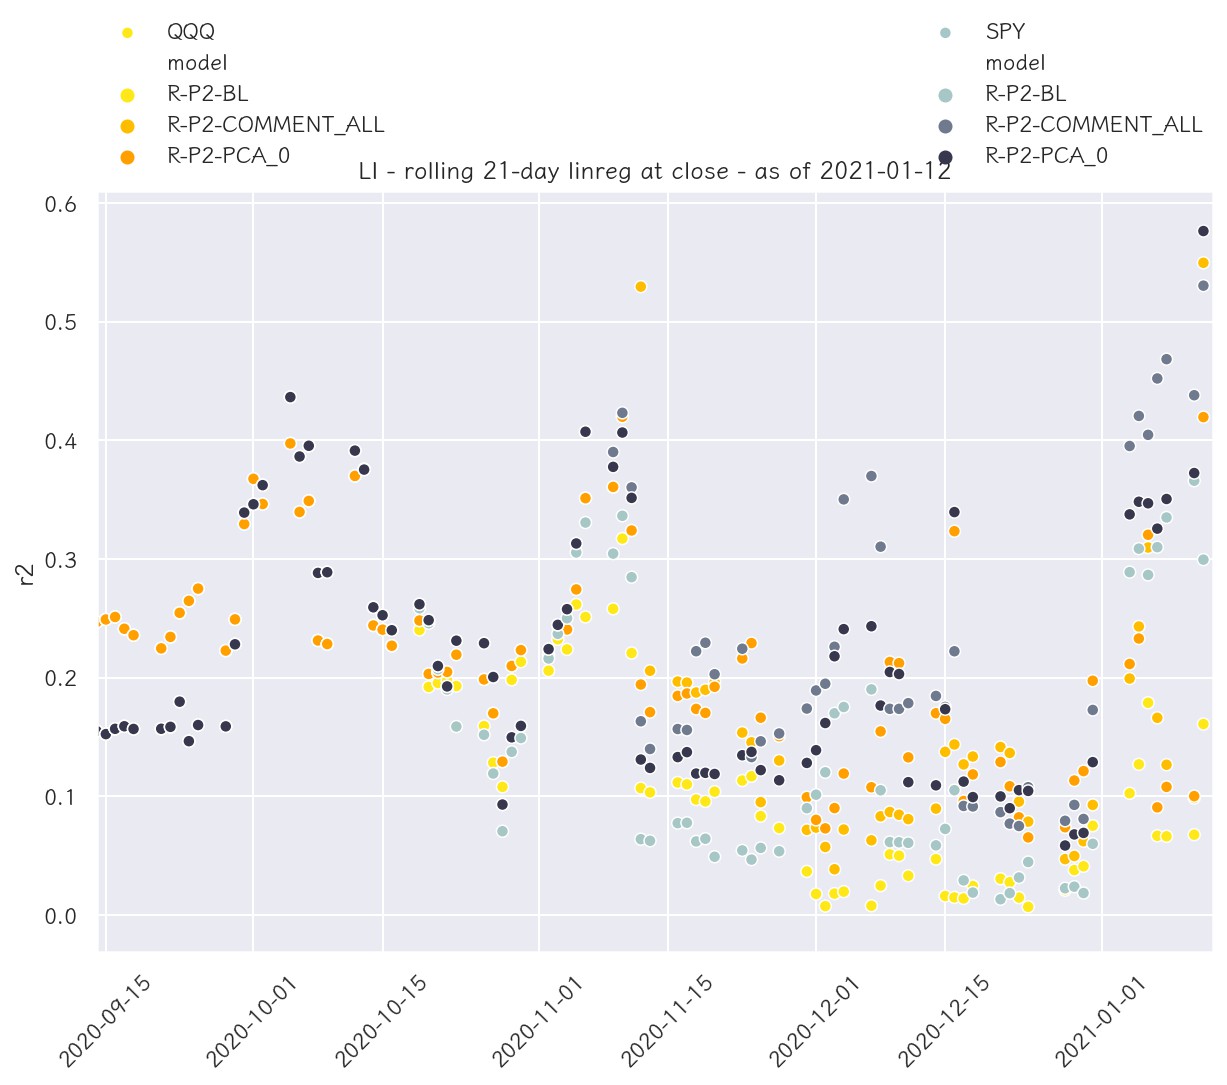 QQQ
model
R-P2-BL
R-P2-COMMENT_ALL
R-P2-PCA_0
SPY
model
R-P2-BL
R-P2-COMMENT_ALL
R-P2-PCA_0
LI - rolling 21-day linreg at close - as of 2021-01-12
0.6
0.5
0.4
0.3
0.2
0.1
0.0
r2
2020-09-15
2020-10-01
2020-10-15
2020-11-01
2020-11-15
2020-12-01
2020-12-15
2021-01-01